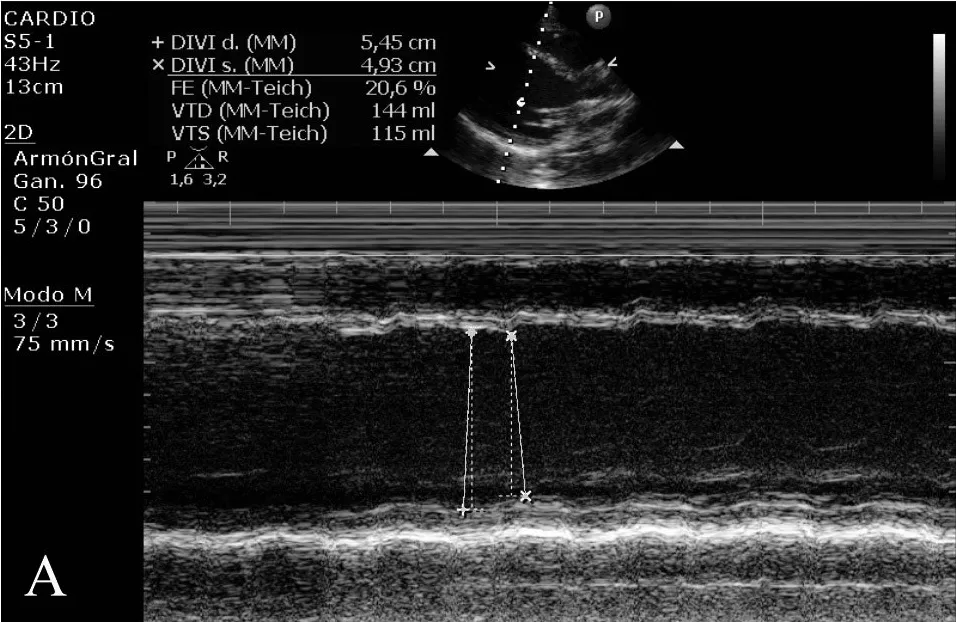 CARDIO
S5-1
43Hz
13cm
2D
ArmónGral
Gan. 96
C 50
5/3/0
Modo M
3/3
75 mm/s
+ DIVI d. (MM) 5,45 cm
× DIVI s. (MM) 4,93 cm
FE (MM-Teich) 20,6 %
VTD (MM-Teich) 144 ml
VTS (MM-Teich) 115 ml
P R
1,6 3,2
P
A